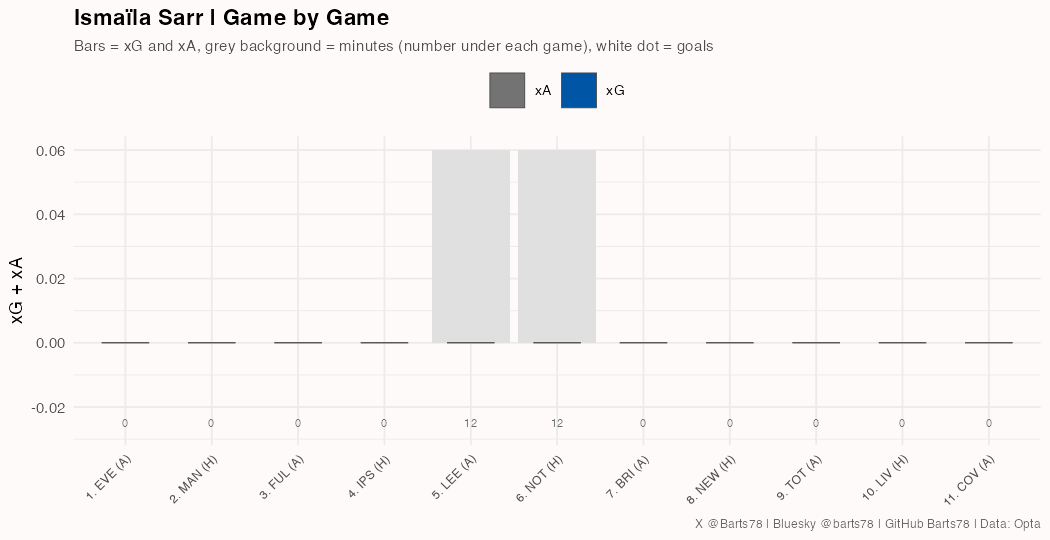 Ismaïla Sarr | Game by Game
Bars = xG and xA, grey background = minutes (number under each game), white dot = goals
xA xG
xG + xA
0.06
0.04
0.02
0.00
-0.02
0 0 0 0 12 12 0 0 0 0 0
1. EVE (A) 2. MAN (H) 3. FUL (A) 4. IPS (H) 5. LEE (A) 6. NOT (H) 7. BRI (A) 8. NEW (H) 9. TOT (A) 10. LIV (H) 11. COV (A)
X @Barts78 | Bluesky @barts78 | GitHub Barts78 | Data: Opta